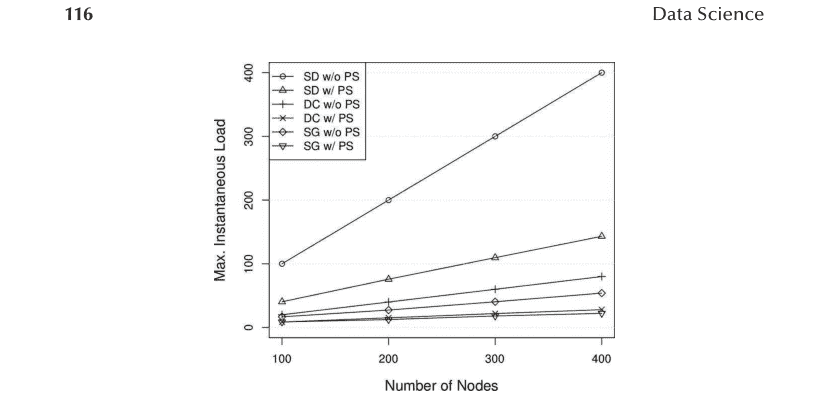 116 Data Science
SD w/o PS
SD w/ PS
DC w/o PS
DC w/ PS
SG w/o PS
SG w/ PS
400
300
200
100
0
Max. Instantaneous Load
100 200 300 400
Number of Nodes